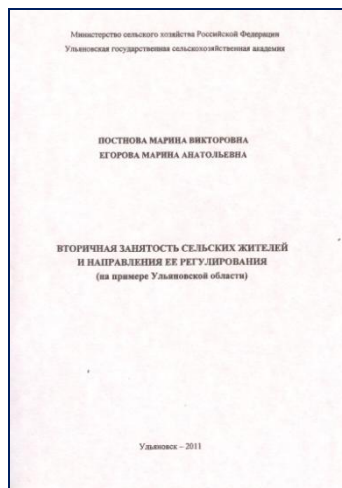 Министерство сельского хозяйства Российской Федерации
Ульяновская государственная сельскохозяйственная академия
ПОСТНОВА МАРИНА ВИКТОРОВНА
ЕГОРОВА МАРИНА АНАТОЛЬЕВНА
ВТОРИЧНАЯ ЗАНЯТОСТЬ СЕЛЬСКИХ ЖИТЕЛЕЙ
И НАПРАВЛЕНИЯ ЕЕ РЕГУЛИРОВАНИЯ
(на примере Ульяновской области)
Ульяновск – 2011